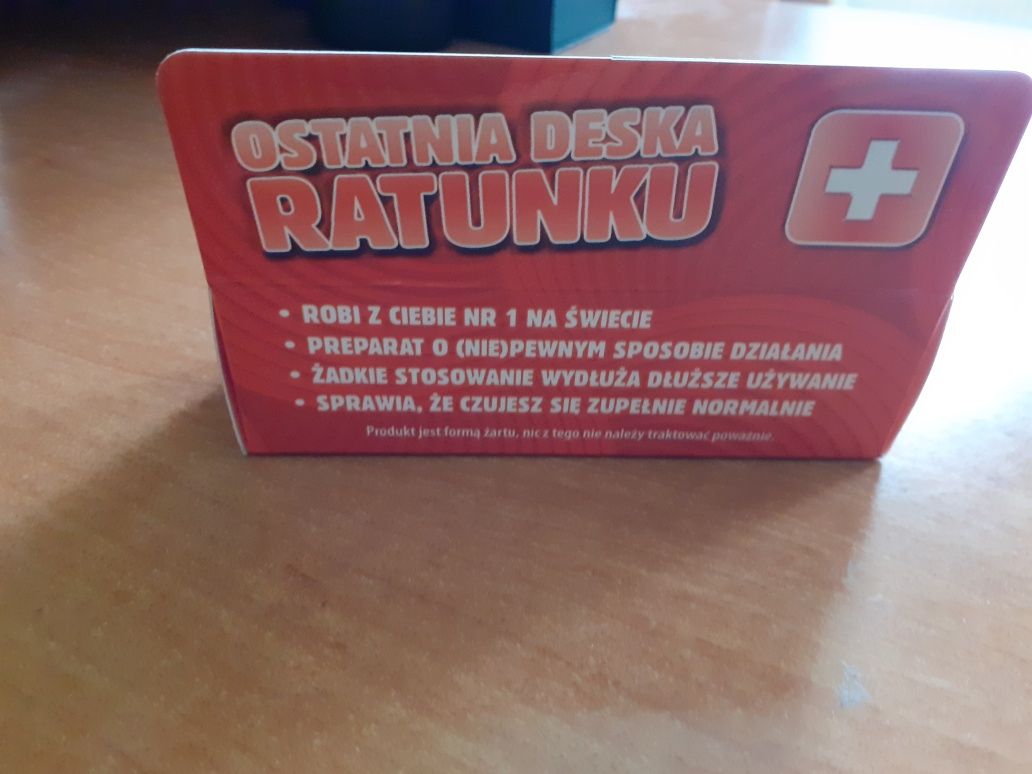 OSTATNIA DESKA
RATUNKU
• ROBI Z CIEBIE NR 1 NA ŚWIECIE
• PREPARAT O (NIE)PEWNYM SPOSOBIE DZIAŁANIA
• ŻADKIE STOSOWANIE WYDŁUŻA DŁUŻSZE UŻYWANIE
• SPRAWIA, ŻE CZUJESZ SIĘ ZUPEŁNIE NORMALNIE
Produkt jest formą żartu, nic z tego nie należy traktować poważnie.